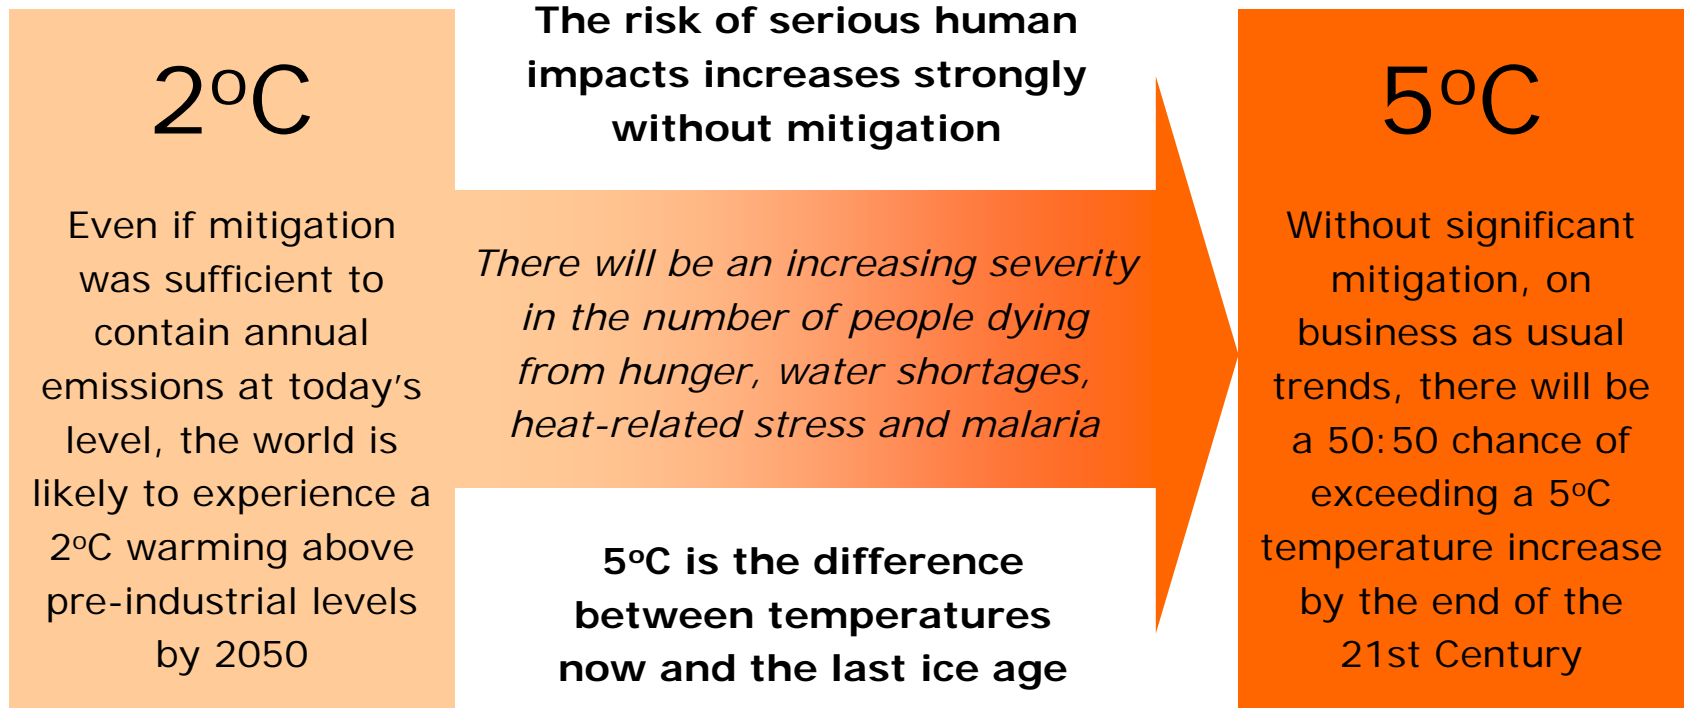 2ºC
Even if mitigation
was sufficient to
contain annual
emissions at today’s
level, the world is
likely to experience a
2ºC warming above
pre-industrial levels
by 2050
The risk of serious human
impacts increases strongly
without mitigation
There will be an increasing severity
in the number of people dying
from hunger, water shortages,
heat-related stress and malaria
5ºC is the difference
between temperatures
now and the last ice age
5ºC
Without significant
mitigation, on
business as usual
trends, there will be
a 50:50 chance of
exceeding a 5ºC
temperature increase
by the end of the
21st Century